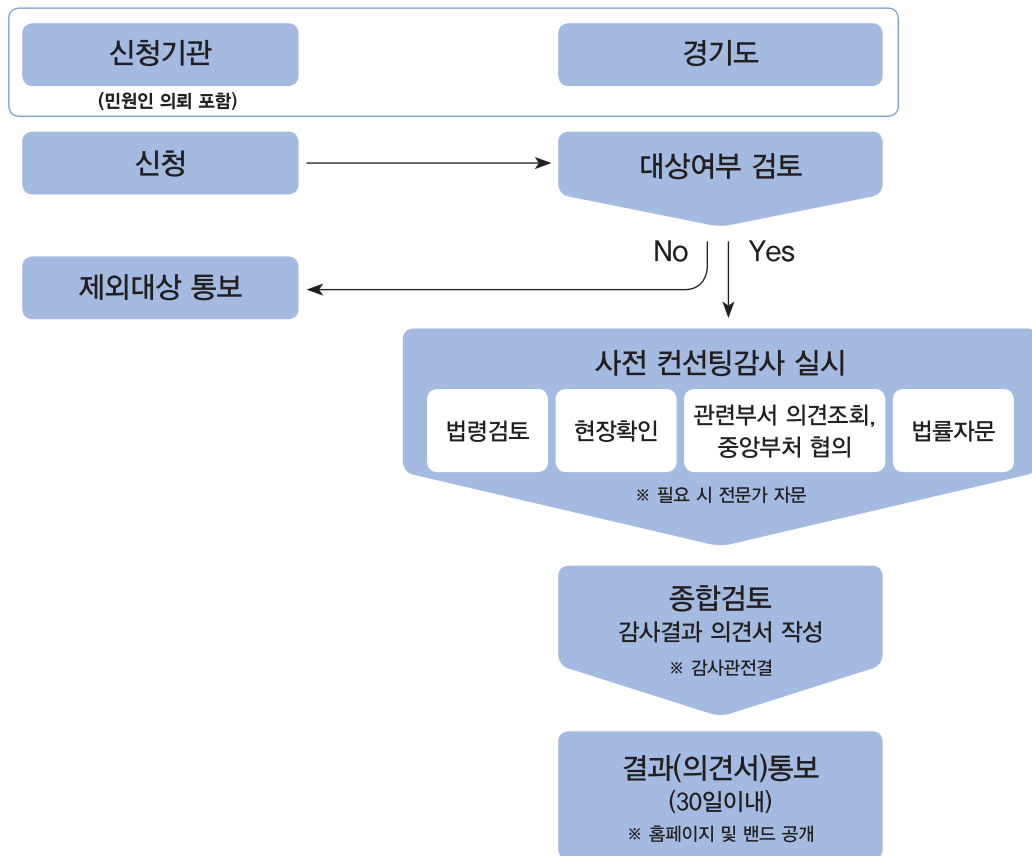 신청기관
경기도
(민원인 의뢰 포함)
신청
대상여부 검토
No
Yes
제외대상 통보
사전 컨선팅감사 실시
법령검토
현장확인
관련부서 의견조회,
중앙부처 협의
법률자문
※ 필요 시 전문가 자문
종합검토
감사결과 의견서 작성
※ 감사관전결
결과(의견서)통보
(30일이내)
※ 홈페이지 및 밴드 공개